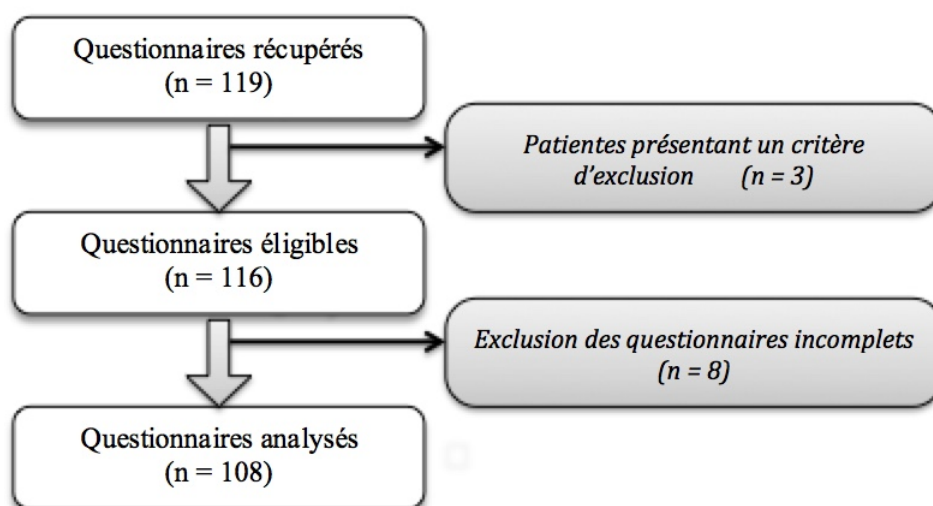 Questionnaires récupérés
(n = 119)
Patientes présentant un critère
d'exclusion (n = 3)
Questionnaires éligibles
(n = 116)
Exclusion des questionnaires incomplets
(n = 8)
Questionnaires analysés
(n = 108)